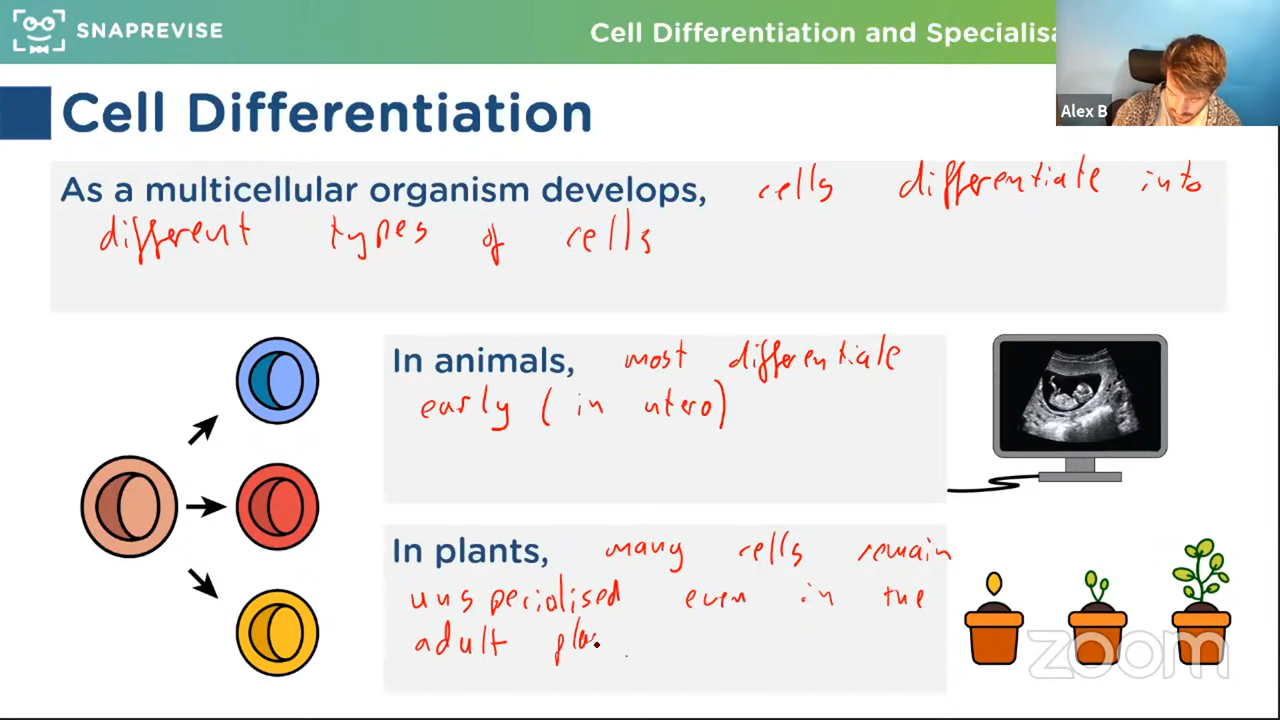 SNAPREVISE
Cell Differentiation and Specialisa
Alex B
Cell Differentiation
As a multicellular organism develops, cells differentiate into
different types of cells
In animals, most differentiate
early (in utero)
In plants, many cells remain
unspecialised even in the
adult pla
zoom